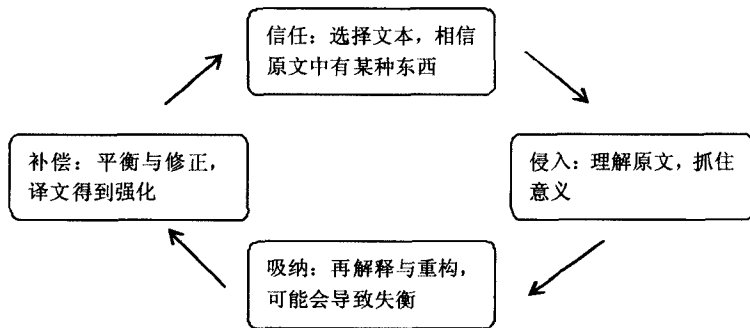 信任：选择文本，相信
原文中有某种东西
补偿：平衡与修正，
译文得到强化
侵入：理解原文，抓住
意义
吸纳：再解释与重构，
可能会导致失衡